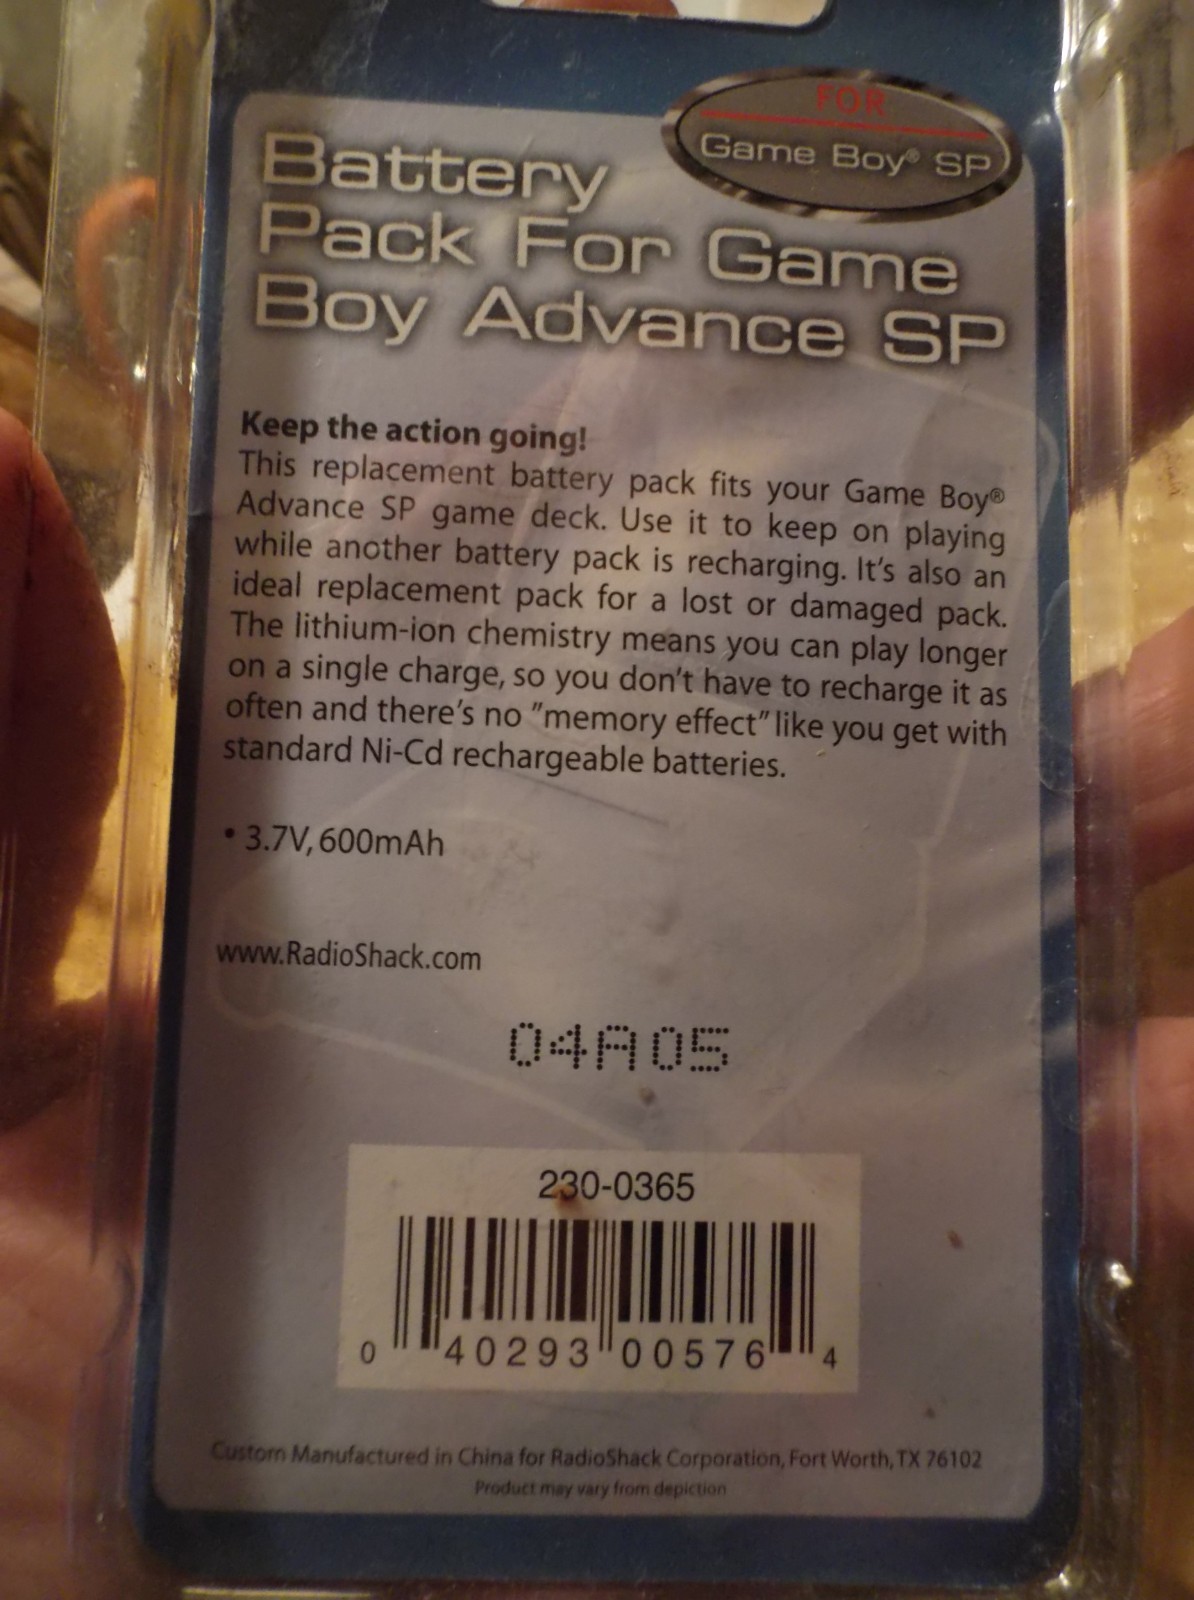 FOR
Game Boy® SP
Battery
Pack For Game
Boy Advance SP
Keep the action going!
This replacement battery pack fits your Game Boy®
Advance SP game deck. Use it to keep on playing
while another battery pack is recharging. It's also an
ideal replacement pack for a lost or damaged pack.
The lithium-ion chemistry means you can play longer
on a single charge, so you don't have to recharge it as
often and there's no "memory effect" like you get with
standard Ni-Cd rechargeable batteries.
• 3.7V, 600mAh
www.RadioShack.com
04A05
230-0365
0 40293 00576 4
Custom Manufactured in China for RadioShack Corporation, Fort Worth, TX 76102
Product may vary from depiction